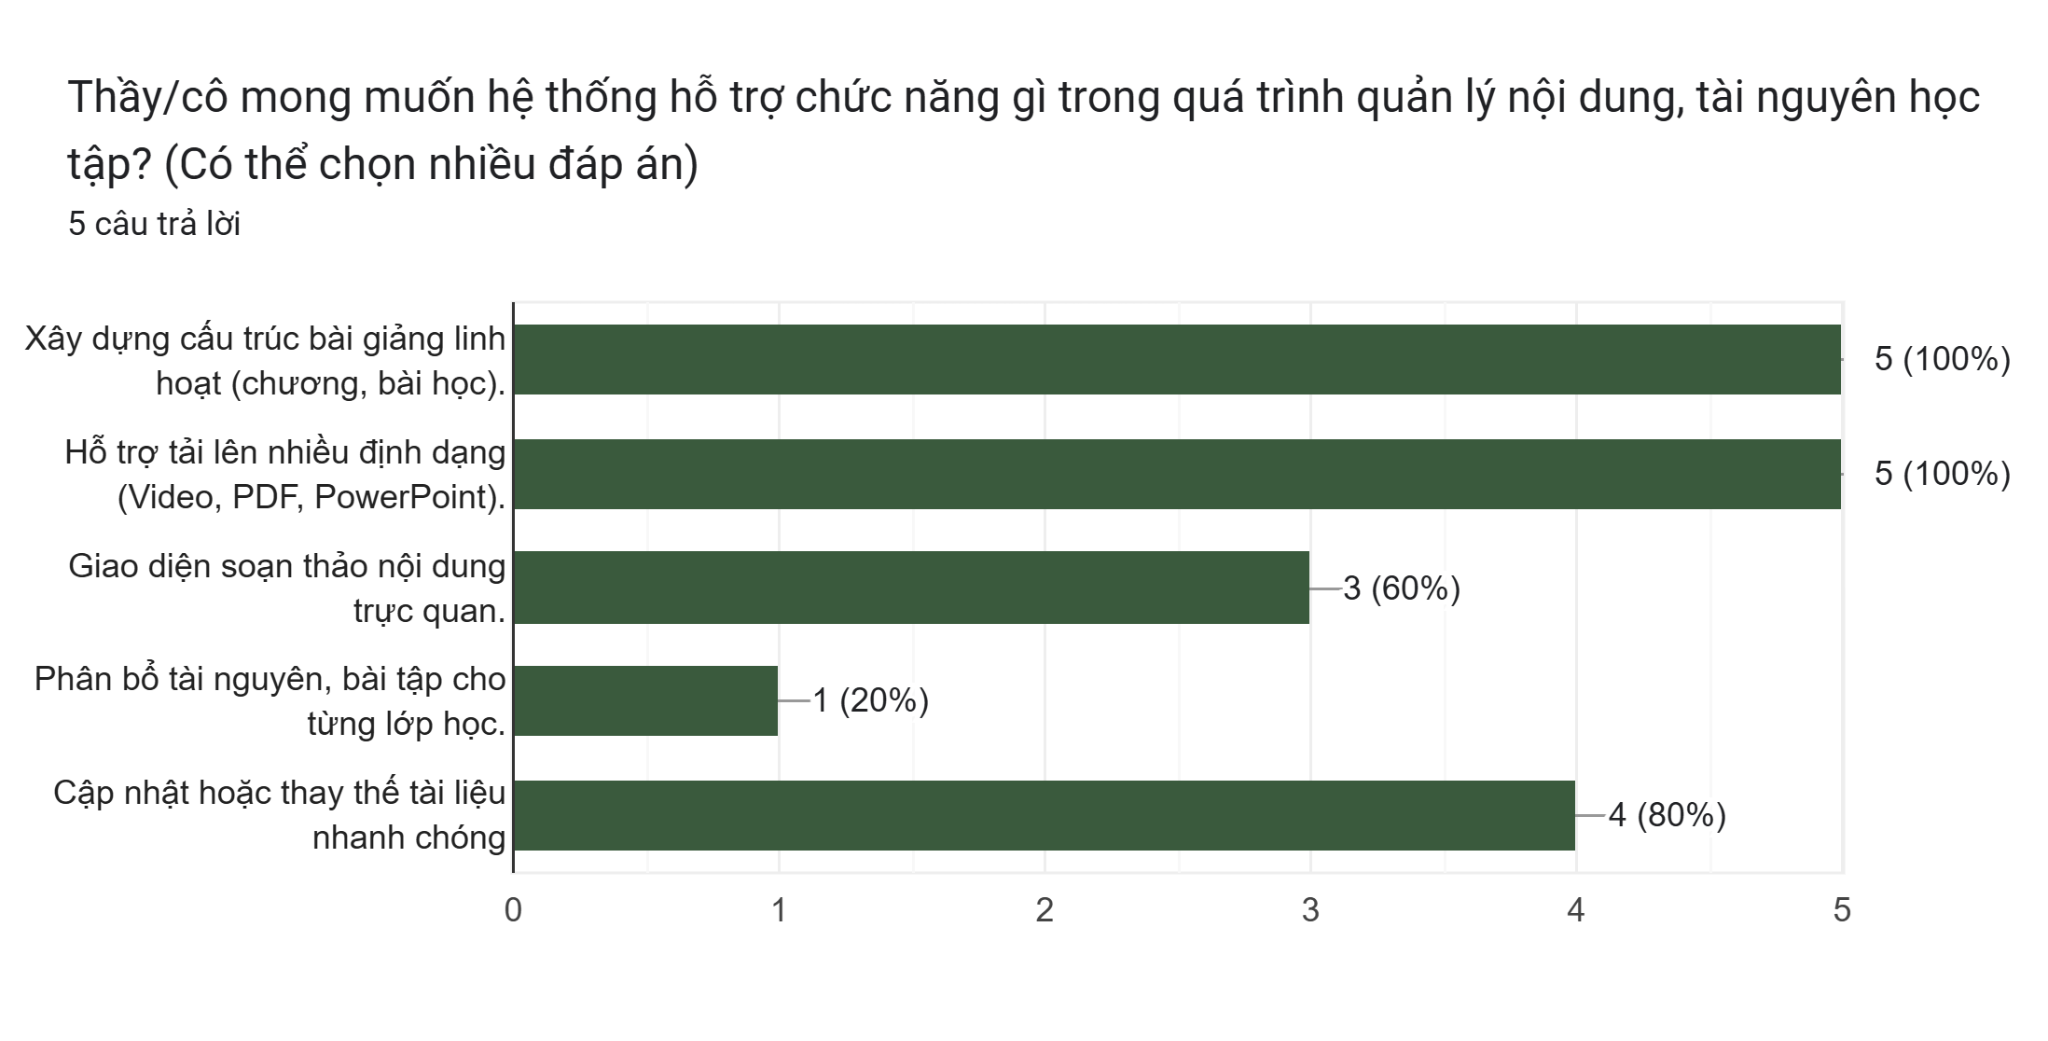 Thầy/cô mong muốn hệ thống hỗ trợ chức năng gì trong quá trình quản lý nội dung, tài nguyên học
tập? (Có thể chọn nhiều đáp án)
5 câu trả lời
Xây dựng cấu trúc bài giảng linh
hoạt (chương, bài học).
5 (100%)
Hỗ trợ tải lên nhiều định dạng
(Video, PDF, PowerPoint).
5 (100%)
Giao diện soạn thảo nội dung
trực quan.
3 (60%)
Phân bổ tài nguyên, bài tập cho
từng lớp học.
1 (20%)
Cập nhật hoặc thay thế tài liệu
nhanh chóng
4 (80%)
0 1 2 3 4 5